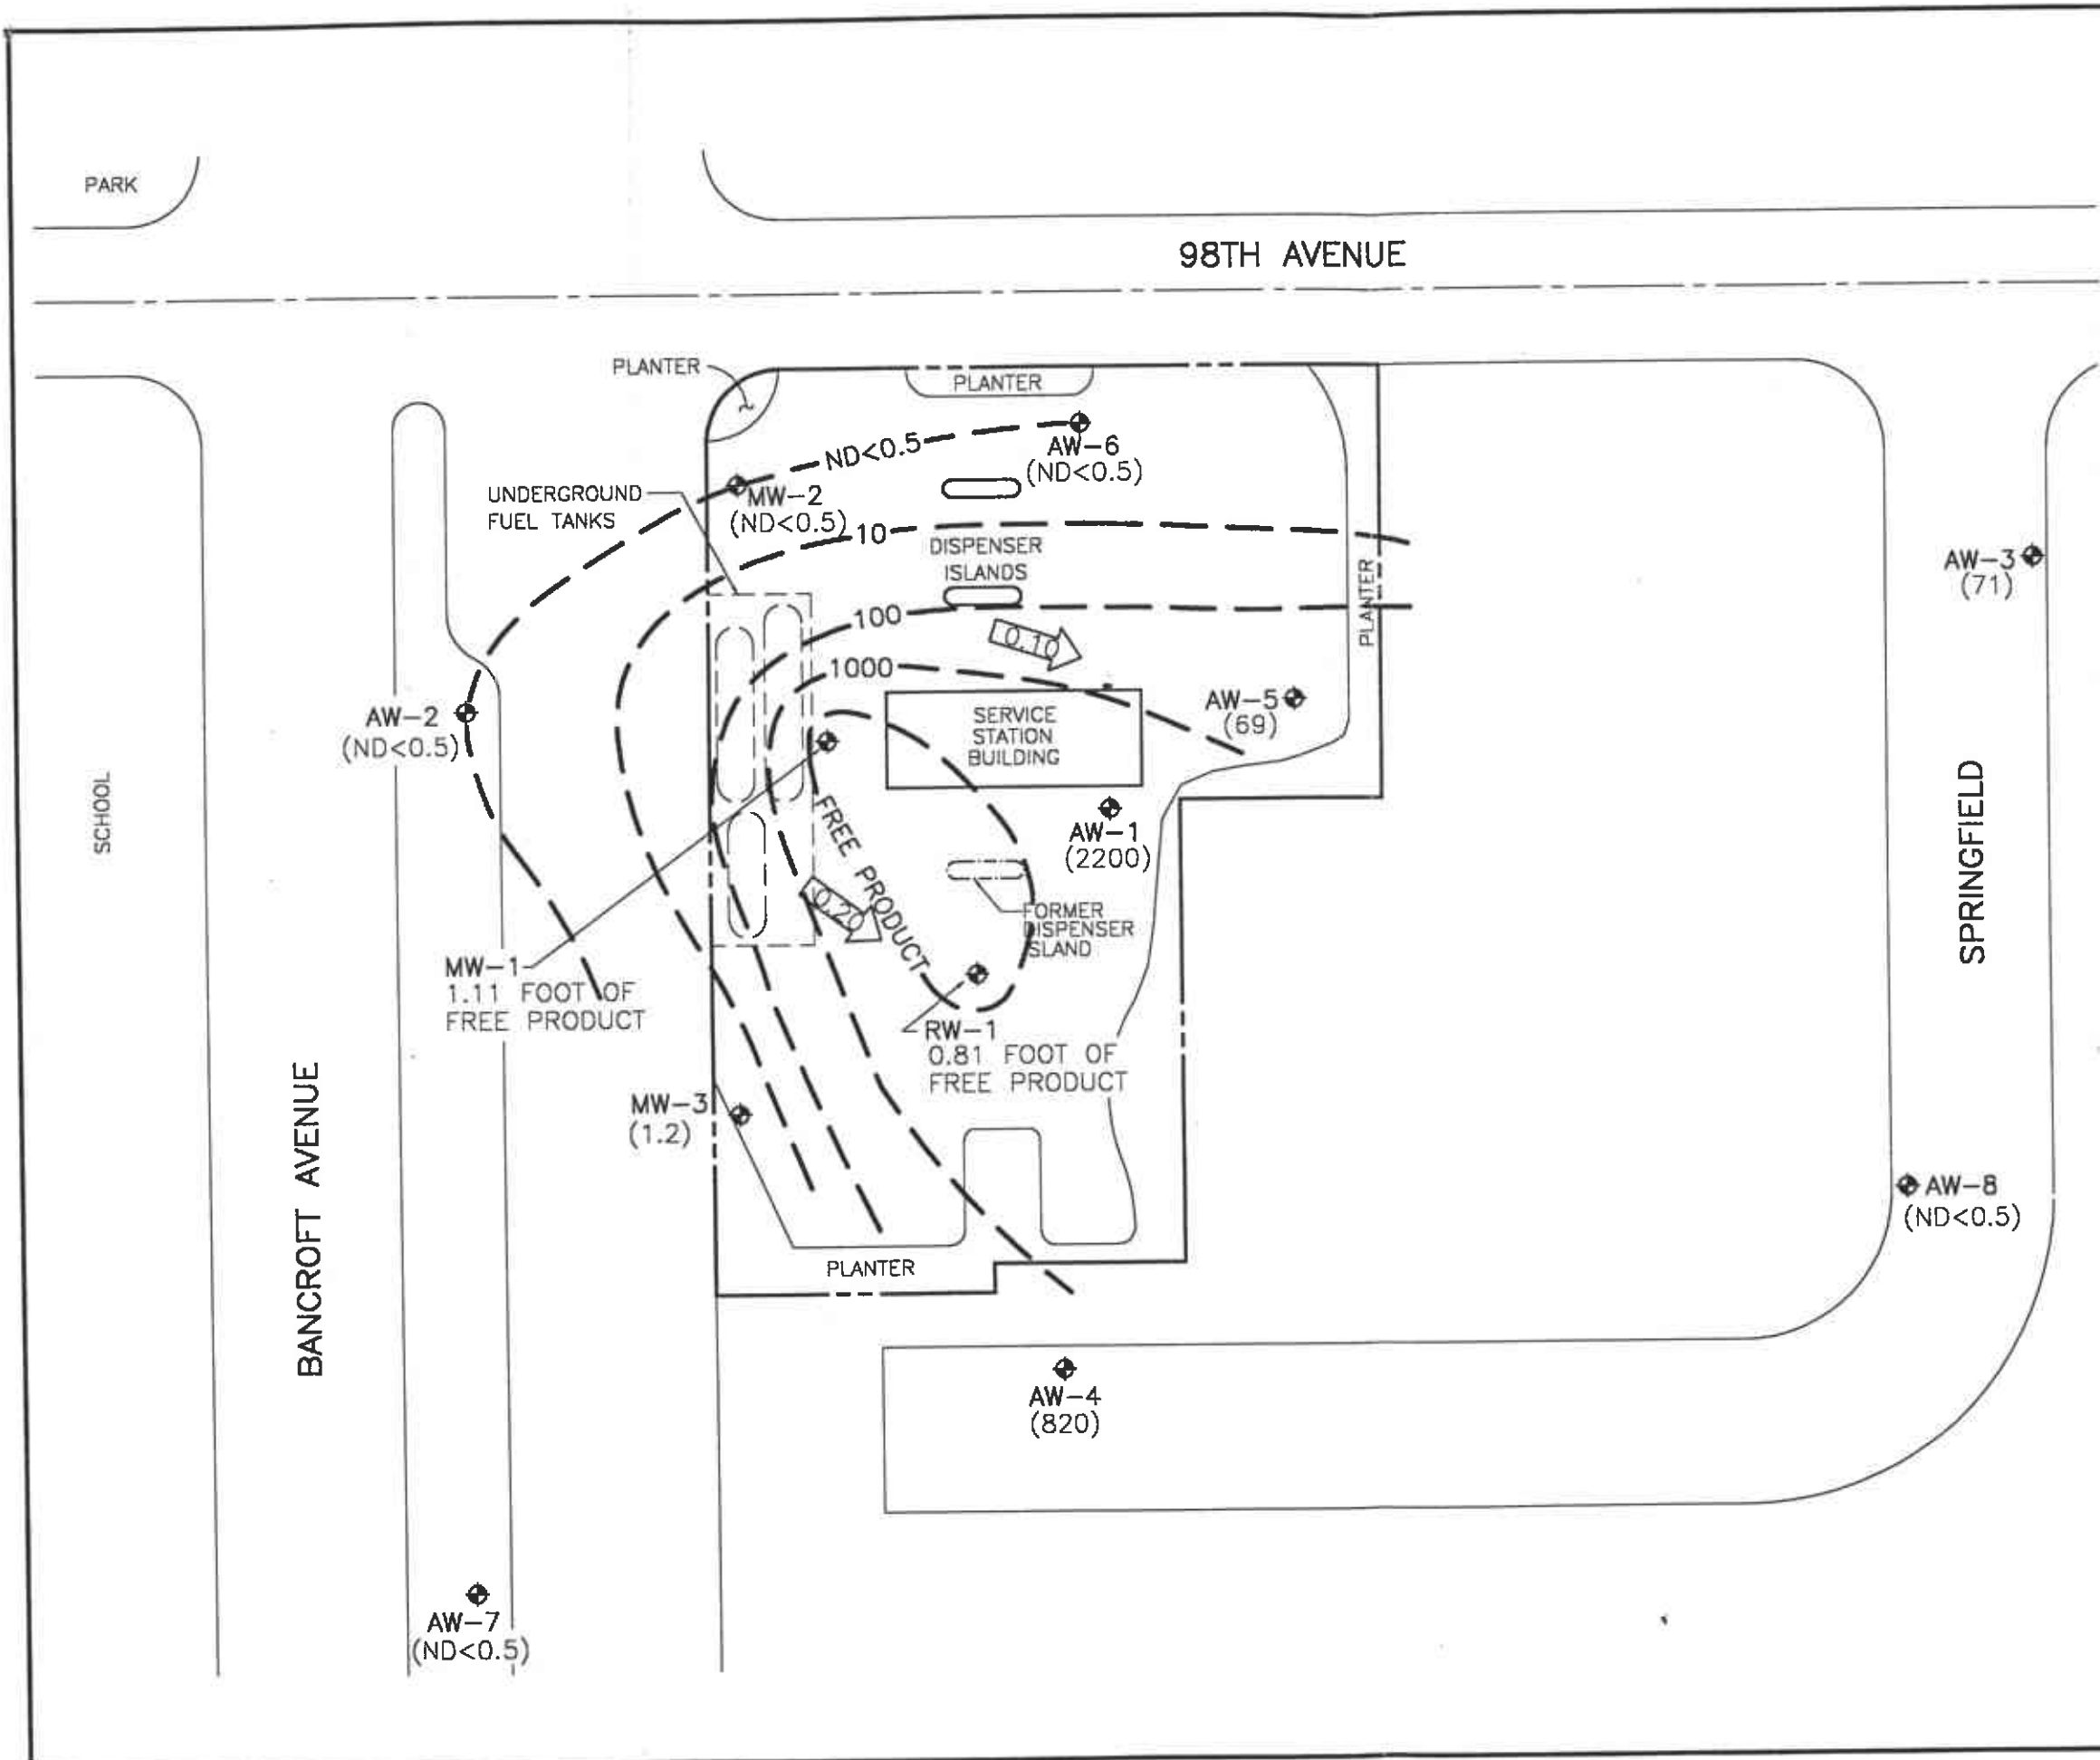 PARK
98TH AVENUE
PLANTER
PLANTER
ND<0.5
AW-6
(ND<0.5)
UNDERGROUND
FUEL TANKS
MW-2
(ND<0.5)
10
DISPENSER
ISLANDS
AW-3
(71)
PLANTER
100
0.10
1000
AW-5
(69)
AW-2
(ND<0.5)
SERVICE
STATION
BUILDING
SCHOOL
SPRINGFIELD
FREE PRODUCT
AW-1
(2200)
0.20
FORMER
DISPENSER
ISLAND
MW-1
1.11 FOOT OF
FREE PRODUCT
RW-1
0.81 FOOT OF
FREE PRODUCT
BANCROFT AVENUE
MW-3
(1.2)
AW-8
(ND<0.5)
PLANTER
AW-4
(820)
AW-7
(ND<0.5)